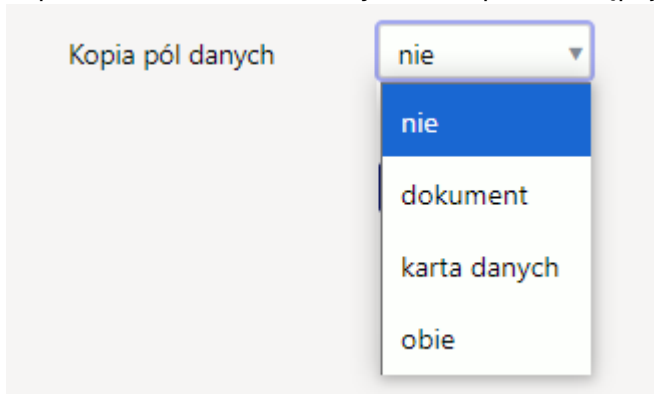 Kopia pól danych nie
nie
dokument
karta danych
obie